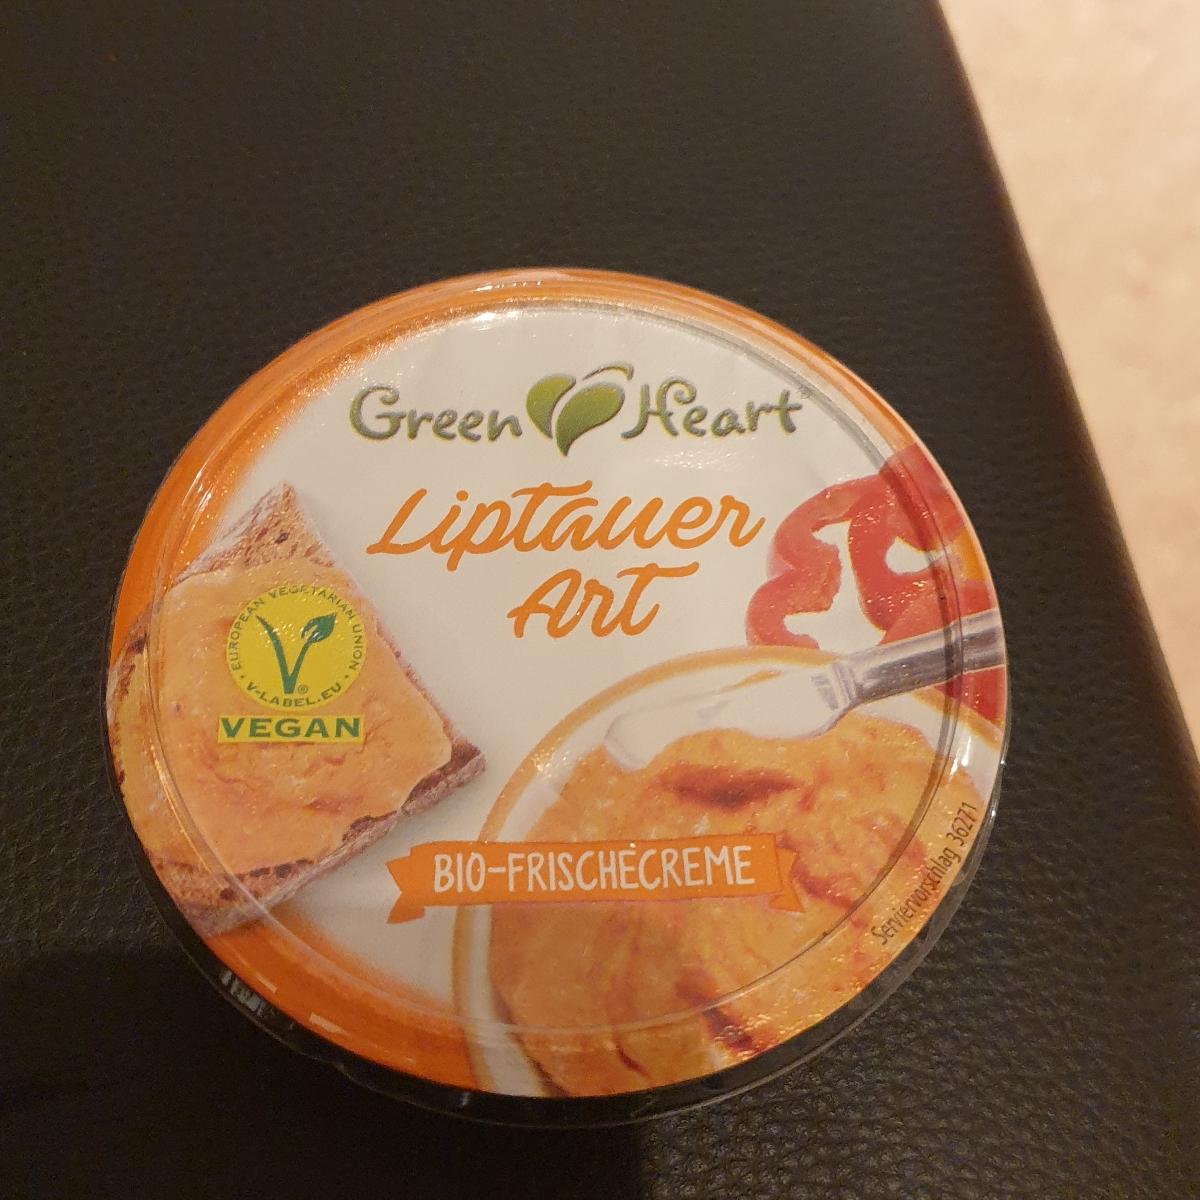 Green Heart®
Liptauer
Art
EUROPEAN VEGETARIAN UNION
V-LABEL.EU
VEGAN
BIO-FRISCHECREME
Serviervorschlag 36271